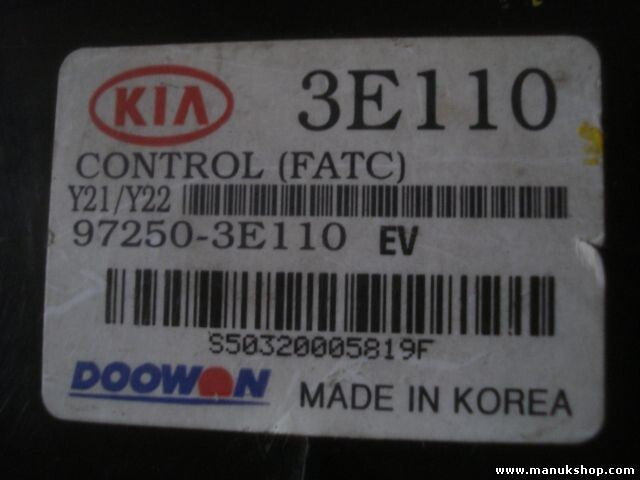 KIA 3E110
CONTROL (FATC)
Y21/Y22
97250-3E110 EV
S50320005819F
DOOWON MADE IN KOREA
www.manukshop.com